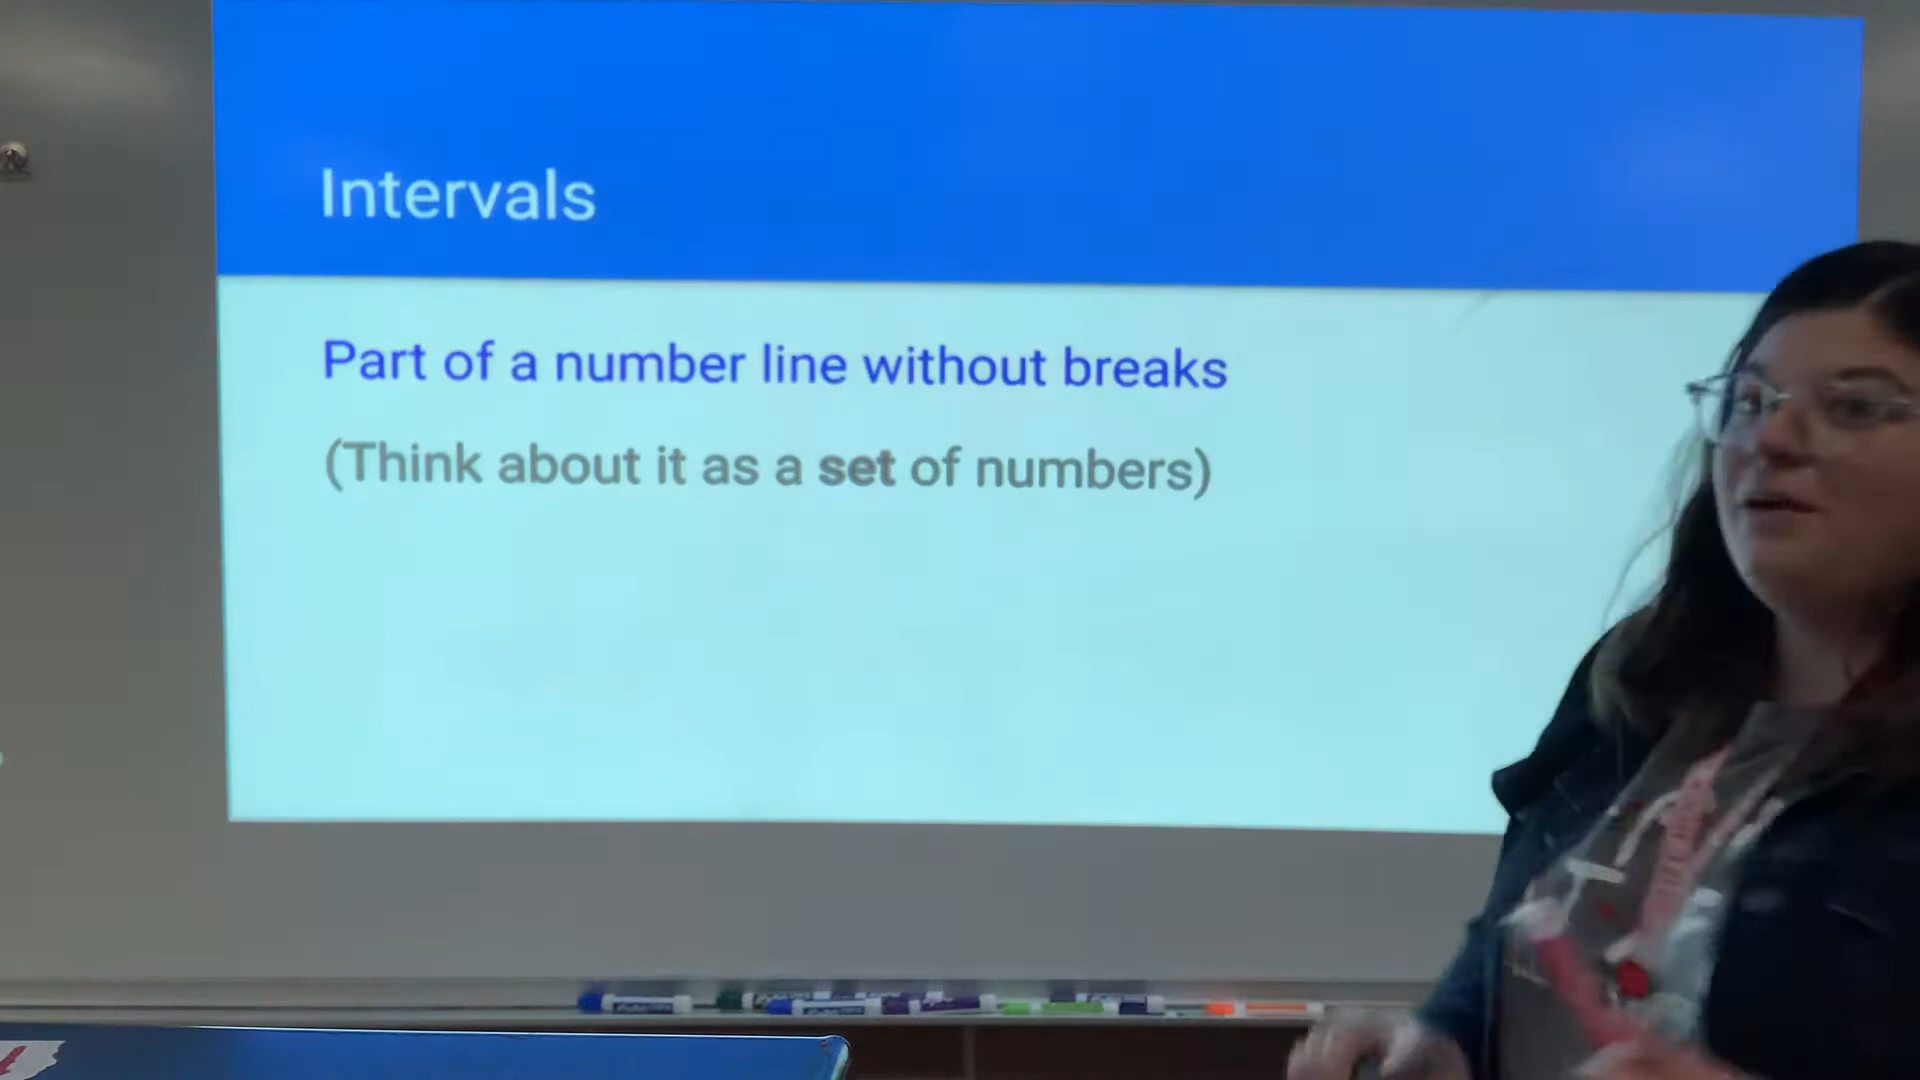 Intervals
Part of a number line without breaks
(Think about it as a set of numbers)